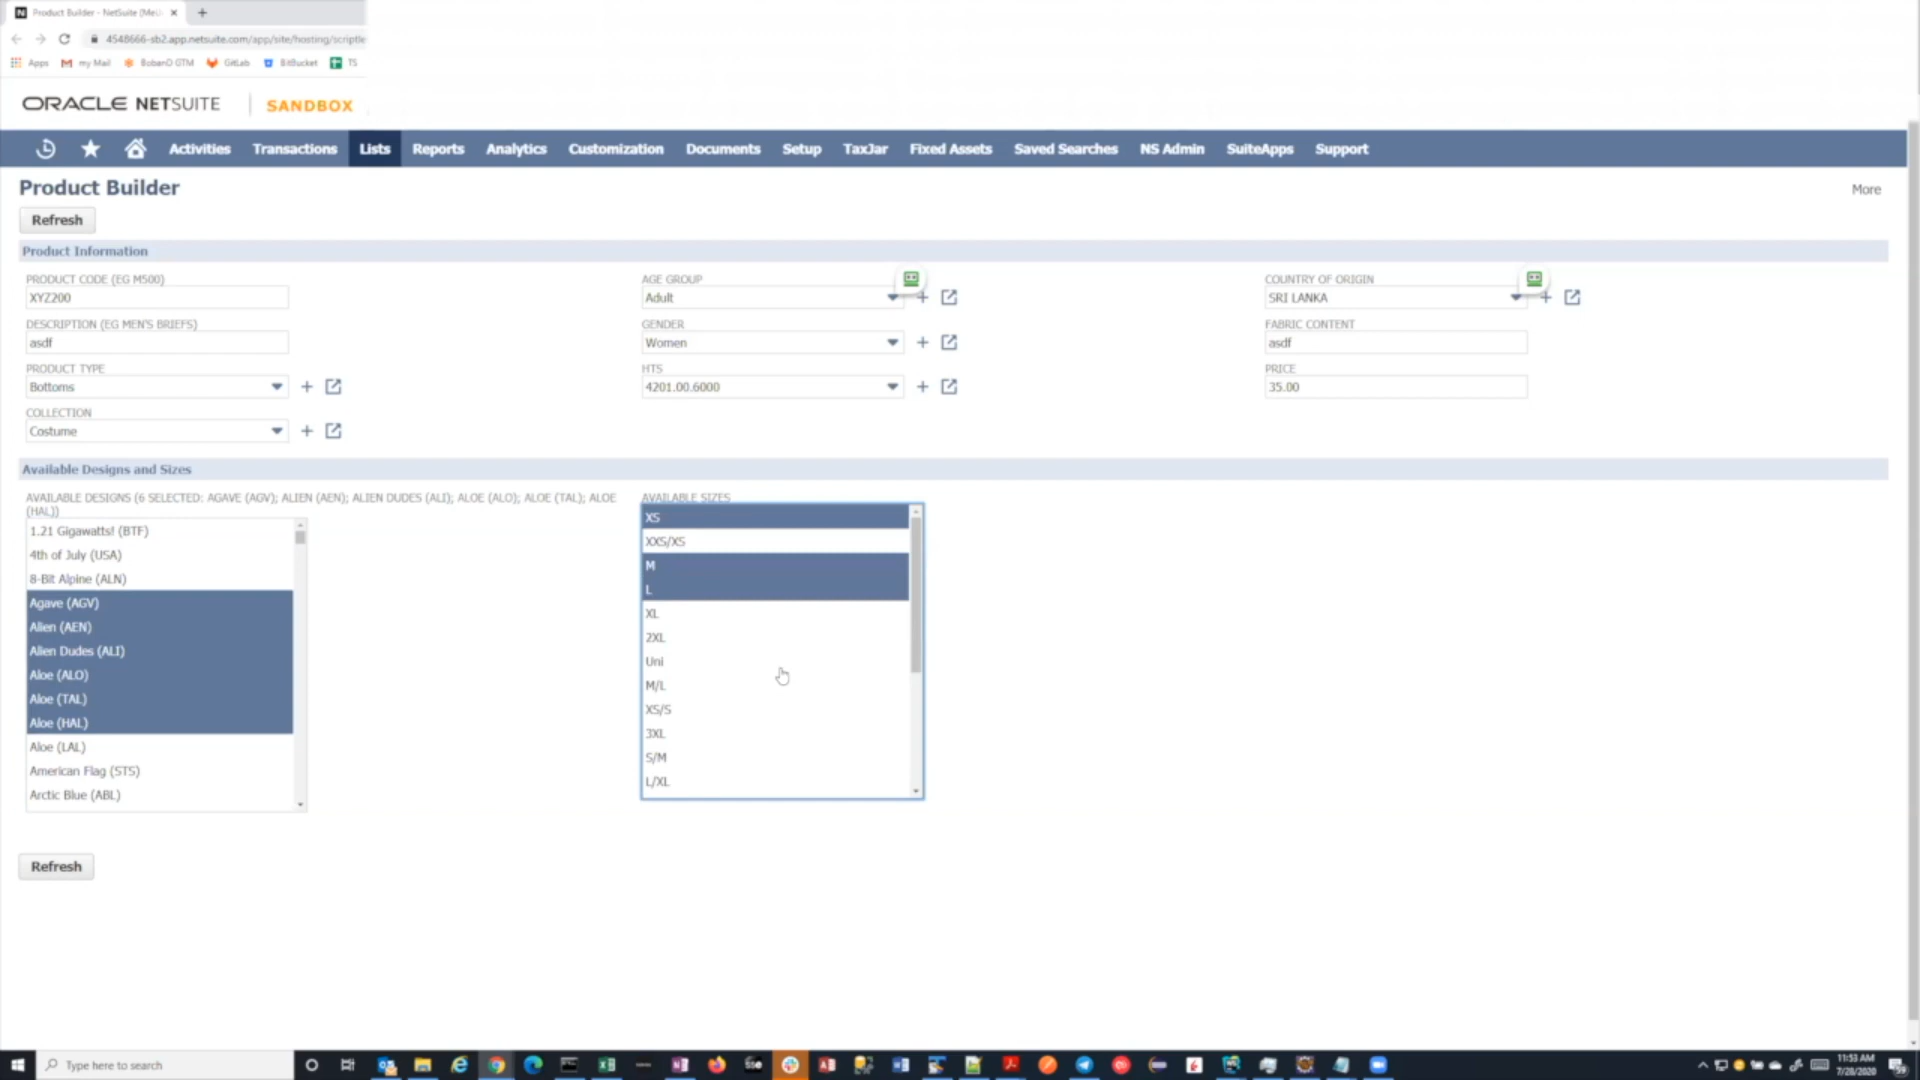 Product Builder - NetSuite (Me
4548666-sb2.app.netsuite.com/app/site/hosting/scriptle
Apps my Mail BobanD GTM GitLab BitBucket TS
ORACLE NETSUITE SANDBOX
Activities Transactions Lists Reports Analytics Customization Documents Setup TaxJar Fixed Assets Saved Searches NS Admin SuiteApps Support
Product Builder
More
Refresh
Product Information
PRODUCT CODE (EG M500)
XYZ200
DESCRIPTION (EG MEN'S BRIEFS)
asdf
PRODUCT TYPE
Bottoms
COLLECTION
Costume
AGE GROUP
Adult
GENDER
Women
HTS
4201.00.6000
COUNTRY OF ORIGIN
SRI LANKA
FABRIC CONTENT
asdf
PRICE
35.00
Available Designs and Sizes
AVAILABLE DESIGNS (6 SELECTED: AGAVE (AGV); ALIEN (AEN); ALIEN DUDES (ALI); ALOE (ALO); ALOE (TAL); ALOE
(HAL))
1.21 Gigawatts! (BTF)
4th of July (USA)
8-Bit Alpine (ALN)
Agave (AGV)
Alien (AEN)
Alien Dudes (ALI)
Aloe (ALO)
Aloe (TAL)
Aloe (HAL)
Aloe (LAL)
American Flag (STS)
Arctic Blue (ABL)
AVAILABLE SIZES
XS
XXS/XS
M
L
XL
2XL
Uni
M/L
XS/S
3XL
S/M
L/XL
Refresh
Type here to search
11:53 AM
7/28/2020